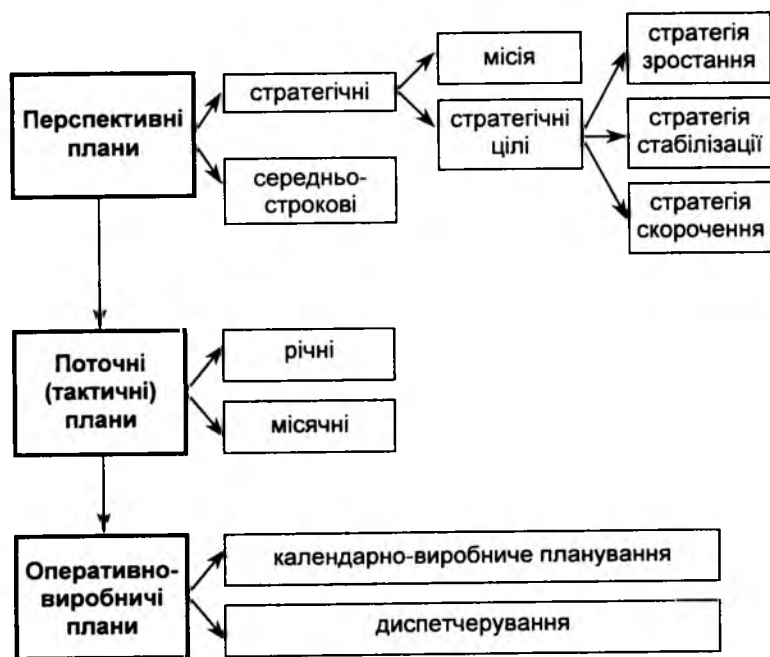 Перспективні
плани
стратегічні
середньо-
строкові
місія
стратегічні
цілі
стратегія
зростання
стратегія
стабілізації
стратегія
скорочення
Поточні
(тактичні)
плани
річні
місячні
Оперативно-
виробничі
плани
календарно-виробниче планування
диспетчерування